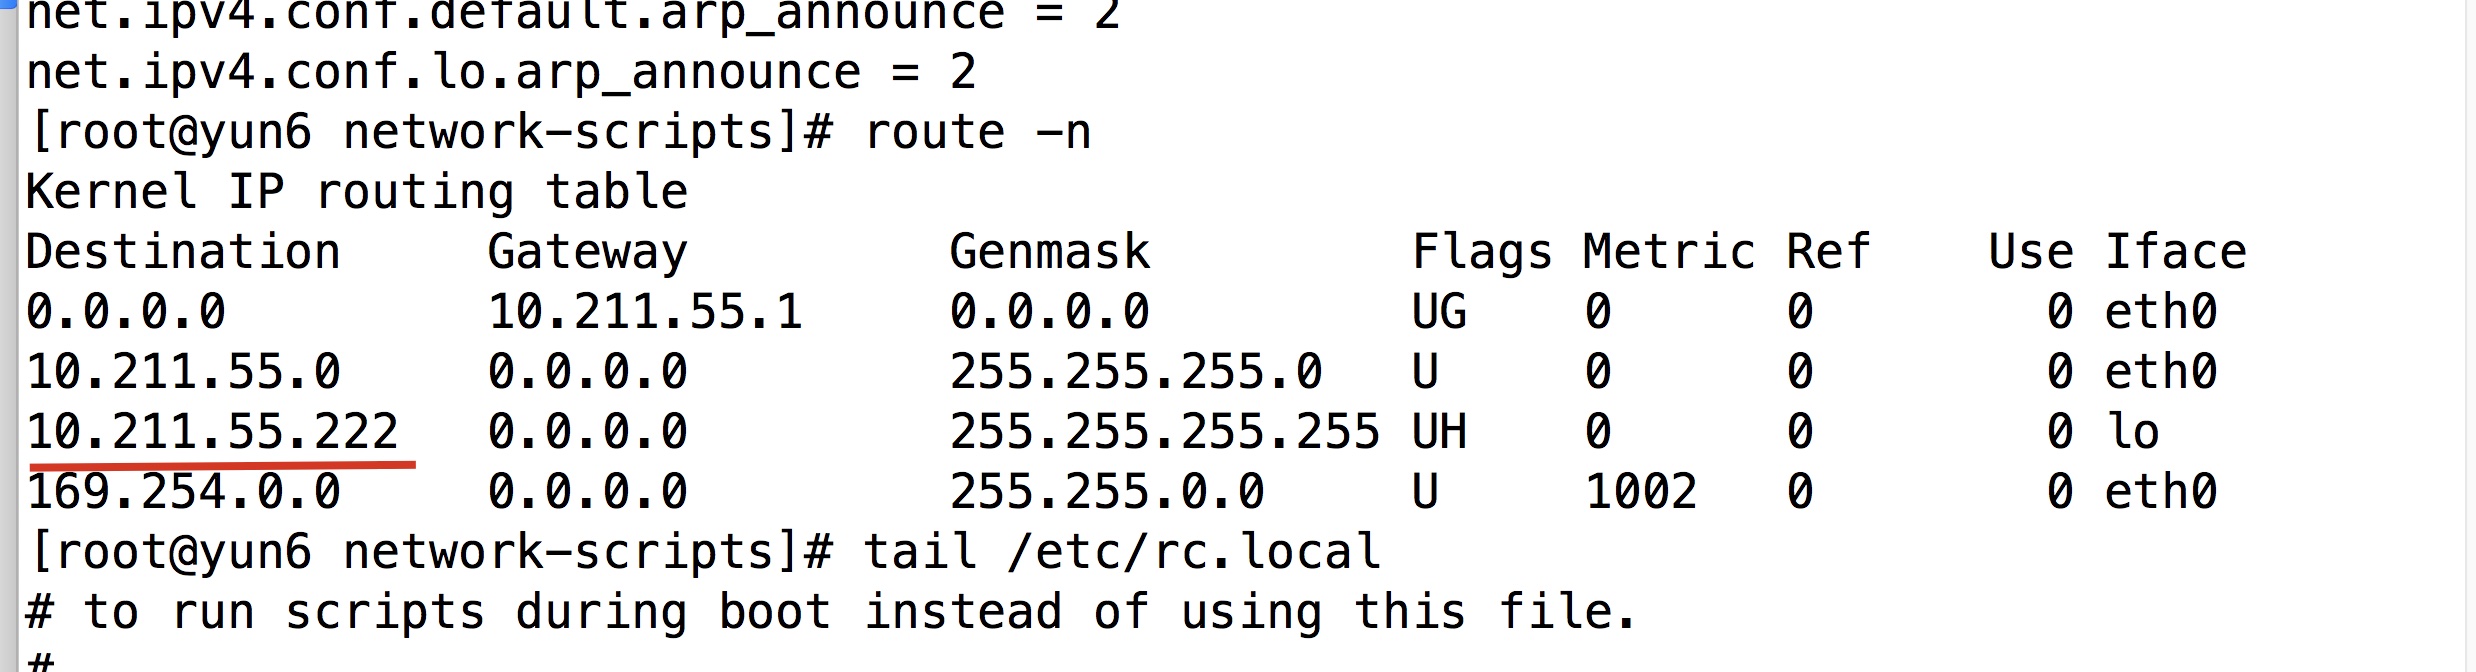 net.ipv4.conf.default.arp_announce = 2
net.ipv4.conf.lo.arp_announce = 2
[root@yun6 network-scripts]# route -n
Kernel IP routing table
Destination     Gateway         Genmask         Flags Metric Ref    Use Iface
0.0.0.0         10.211.55.1     0.0.0.0         UG    0      0        0 eth0
10.211.55.0     0.0.0.0         255.255.255.0   U     0      0        0 eth0
10.211.55.222   0.0.0.0         255.255.255.255 UH    0      0        0 lo
169.254.0.0     0.0.0.0         255.255.0.0     U     1002   0        0 eth0
[root@yun6 network-scripts]# tail /etc/rc.local
# to run scripts during boot instead of using this file.
#